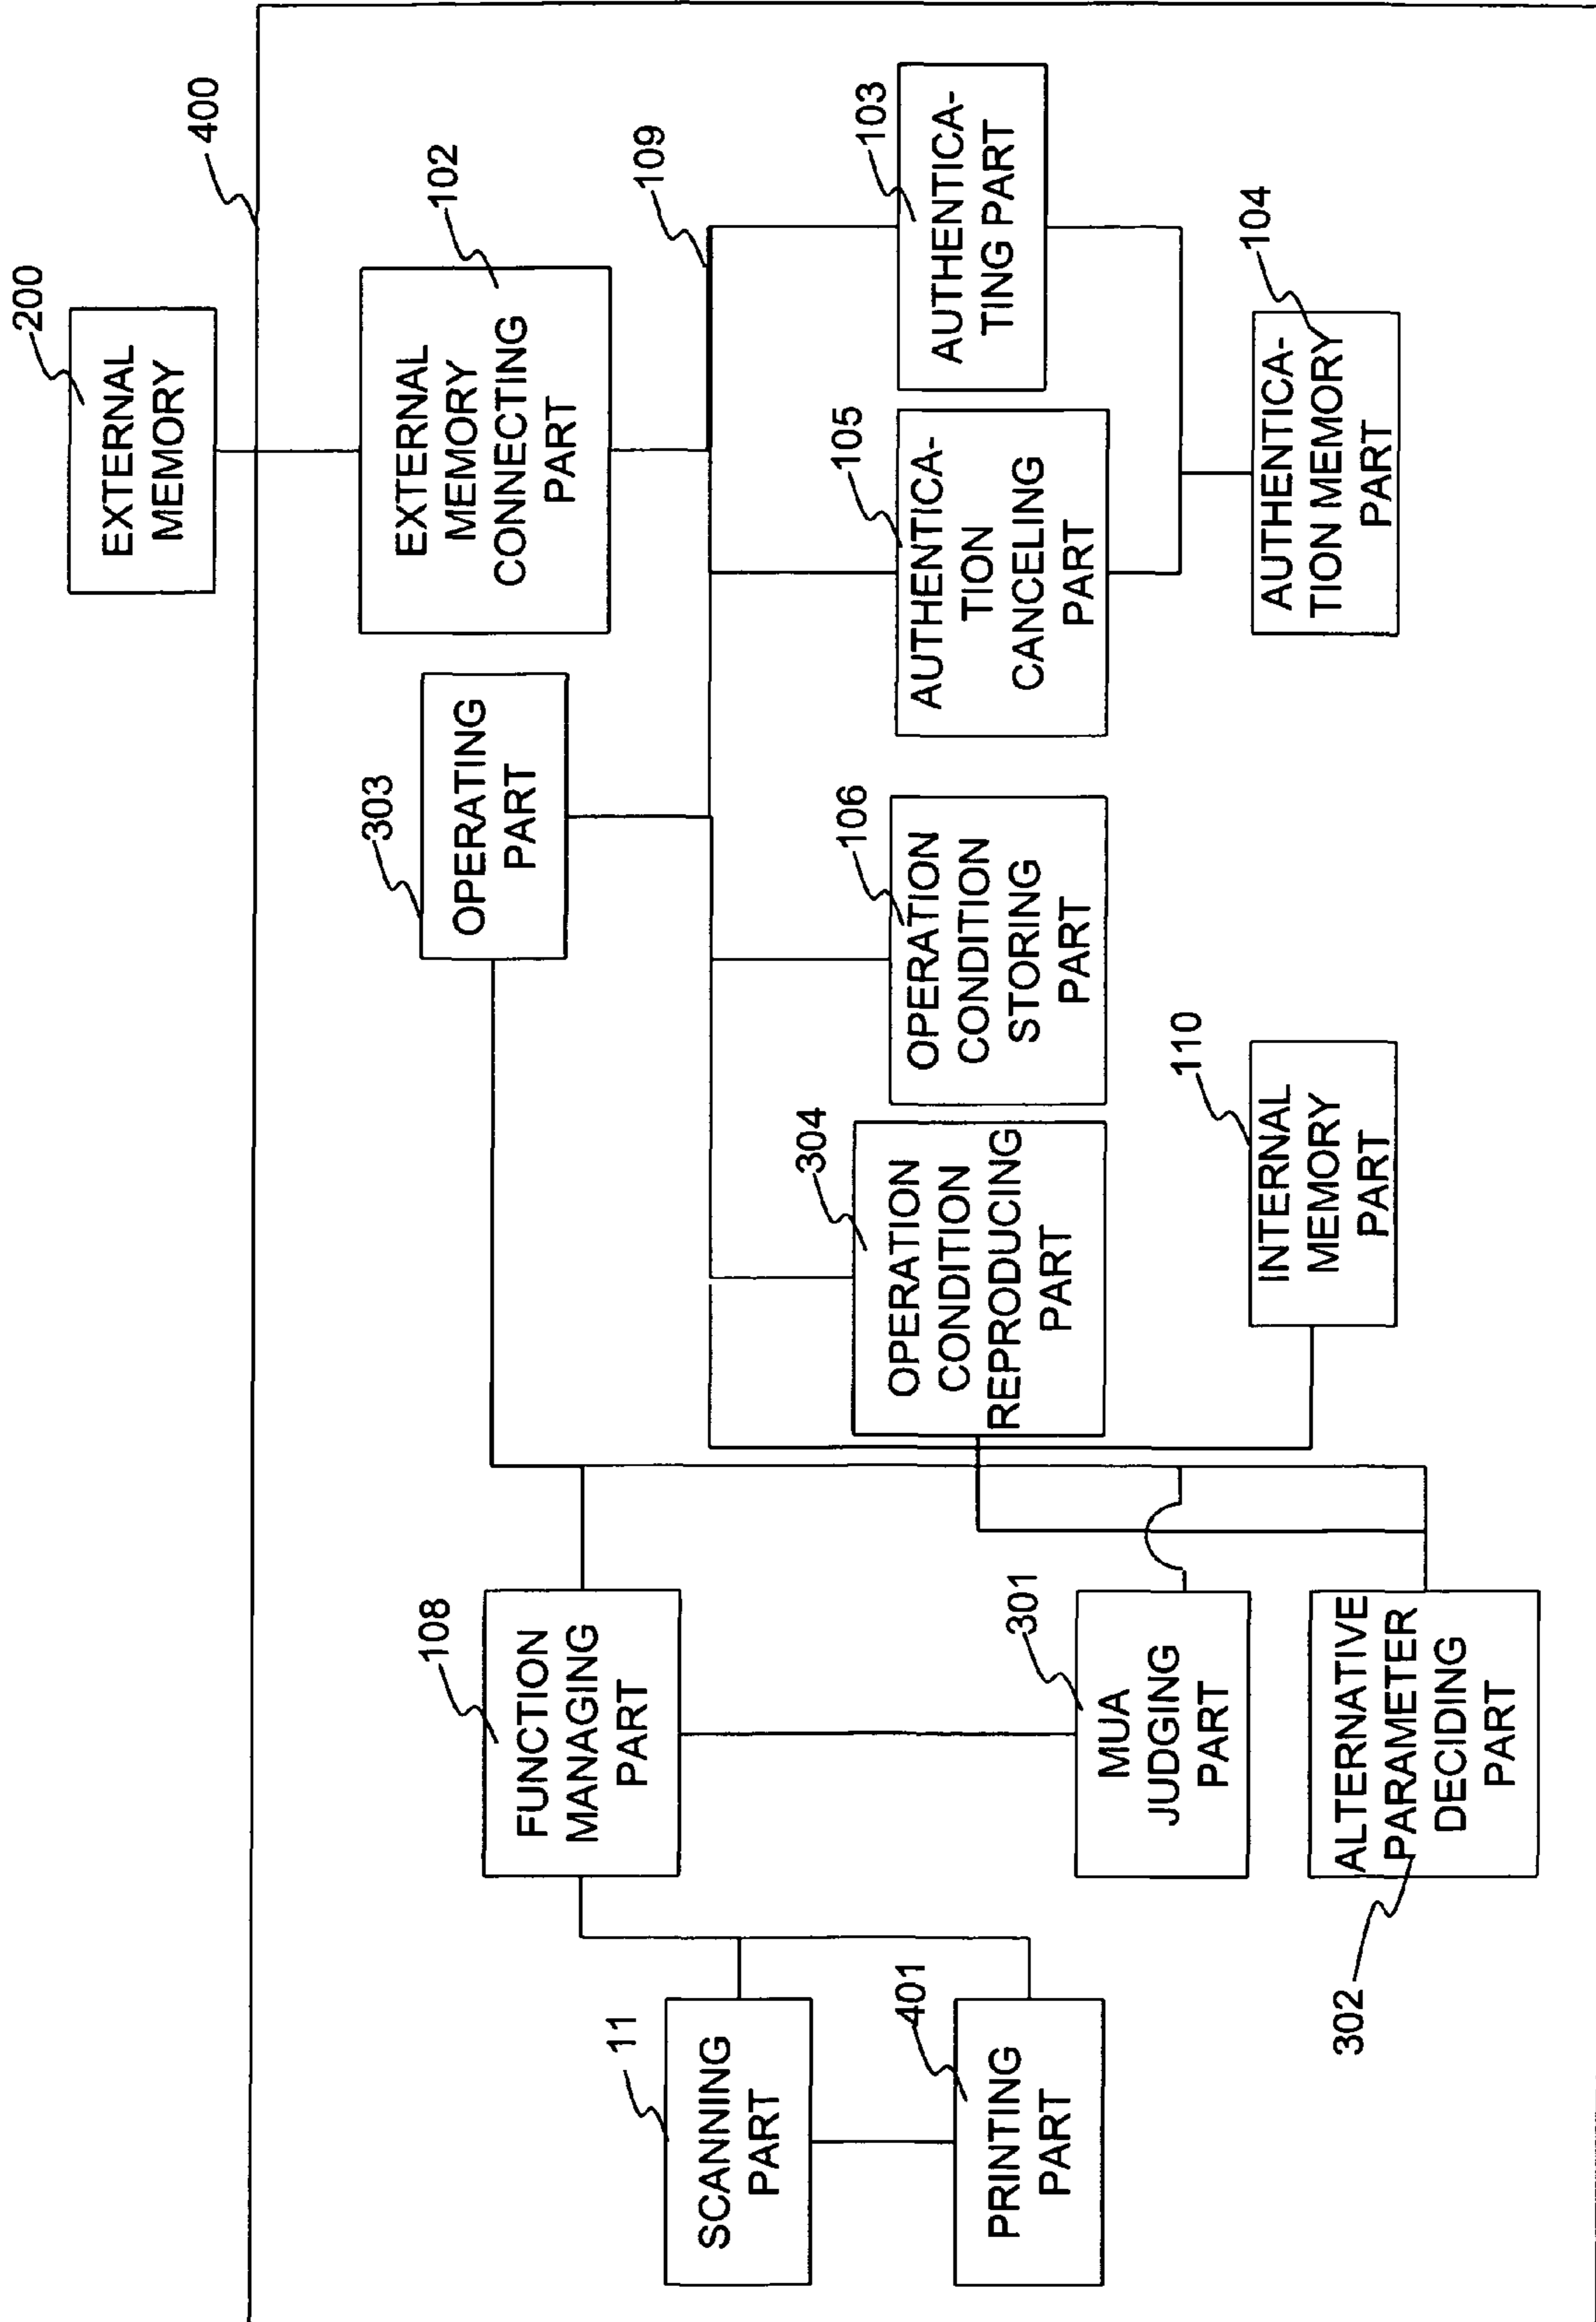 200
EXTERNAL
MEMORY
400
102
EXTERNAL
MEMORY
CONNECTING
PART
303
OPERATING
PART
109
108
FUNCTION
MANAGING
PART
11
SCANNING
PART
401
PRINTING
PART
304
OPERATION
CONDITION
REPRODUCING
PART
106
OPERATION
CONDITION
STORING
PART
105
AUTHENTICA-
TION
CANCELING
PART
103
AUTHENTICA-
TING PART
301
MUA
JUDGING
PART
110
INTERNAL
MEMORY
PART
104
AUTHENTICA-
TION MEMORY
PART
302
ALTERNATIVE
PARAMETER
DECIDING
PART